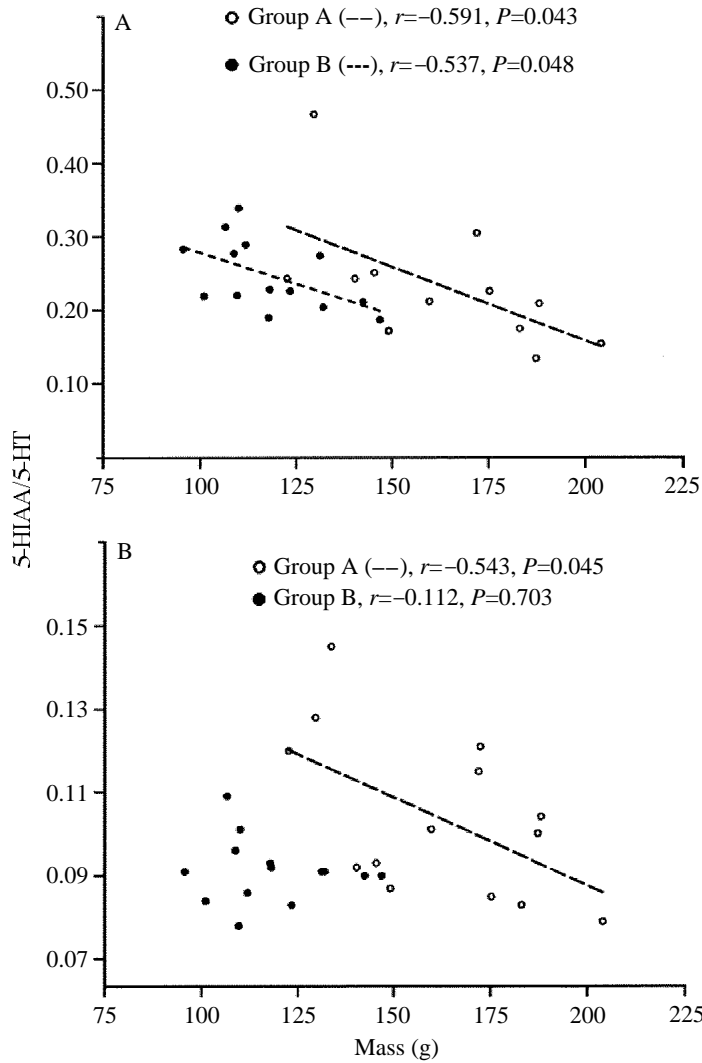 A
Group A (––), r=–0.591, P=0.043
Group B (---), r=–0.537, P=0.048
0.50
0.40
0.30
0.20
0.10
75 100 125 150 175 200 225
5-HIAA/5-HT
B
Group A (––), r=–0.543, P=0.045
Group B, r=–0.112, P=0.703
0.15
0.13
0.11
0.09
0.07
75 100 125 150 175 200 225
Mass (g)